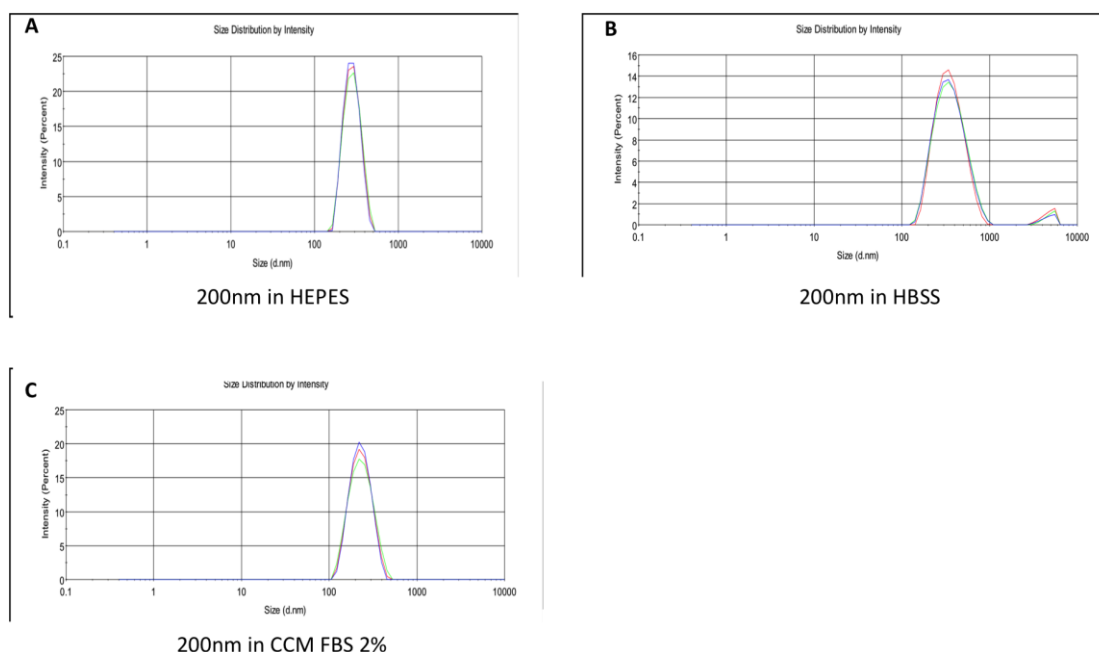 A
Size Distribution by Intensity
25
20
15
10
5
0
0.1 1 10 100 1000 10000
Intensity (Percent)
Size (d.nm)
200nm in HEPES
B
Size Distribution by Intensity
16
14
12
10
8
6
4
2
0
0.1 1 10 100 1000 10000
Intensity (Percent)
Size (d.nm)
200nm in HBSS
C
Size Distribution by Intensity
25
20
15
10
5
0
0.1 1 10 100 1000 10000
Intensity (Percent)
Size (d.nm)
200nm in CCM FBS 2%